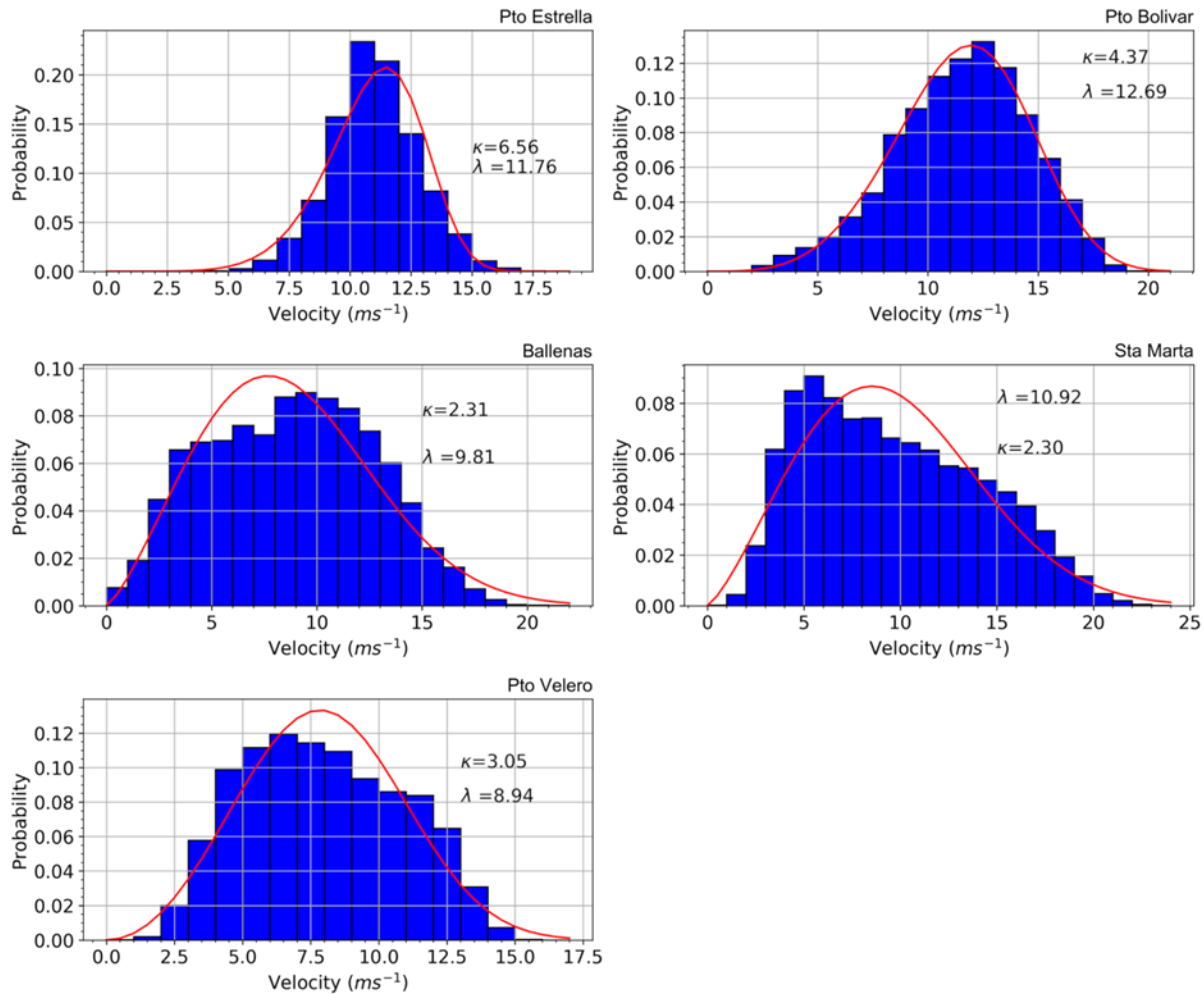 Pto Estrella
Probability
0.20
0.15
0.10
0.05
0.00
κ=6.56
λ =11.76
0.0 2.5 5.0 7.5 10.0 12.5 15.0 17.5
Velocity (ms⁻¹)
Pto Bolivar
Probability
0.12
0.10
0.08
0.06
0.04
0.02
0.00
κ=4.37
λ =12.69
0 5 10 15 20
Velocity (ms⁻¹)
Ballenas
Probability
0.10
0.08
0.06
0.04
0.02
0.00
κ=2.31
λ =9.81
0 5 10 15 20
Velocity (ms⁻¹)
Sta Marta
Probability
0.08
0.06
0.04
0.02
0.00
λ =10.92
κ=2.30
0 5 10 15 20 25
Velocity (ms⁻¹)
Pto Velero
Probability
0.12
0.10
0.08
0.06
0.04
0.02
0.00
κ=3.05
λ =8.94
0.0 2.5 5.0 7.5 10.0 12.5 15.0 17.5
Velocity (ms⁻¹)